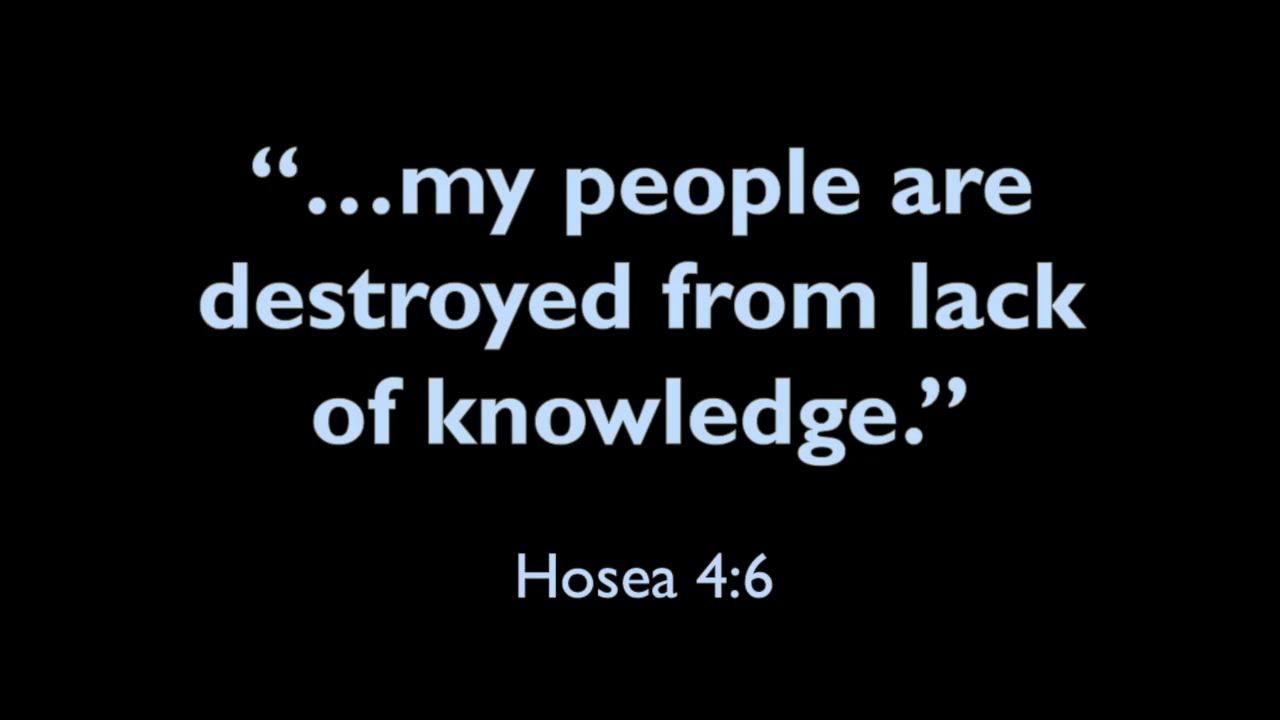 “…my people are
destroyed from lack
of knowledge.”
Hosea 4:6